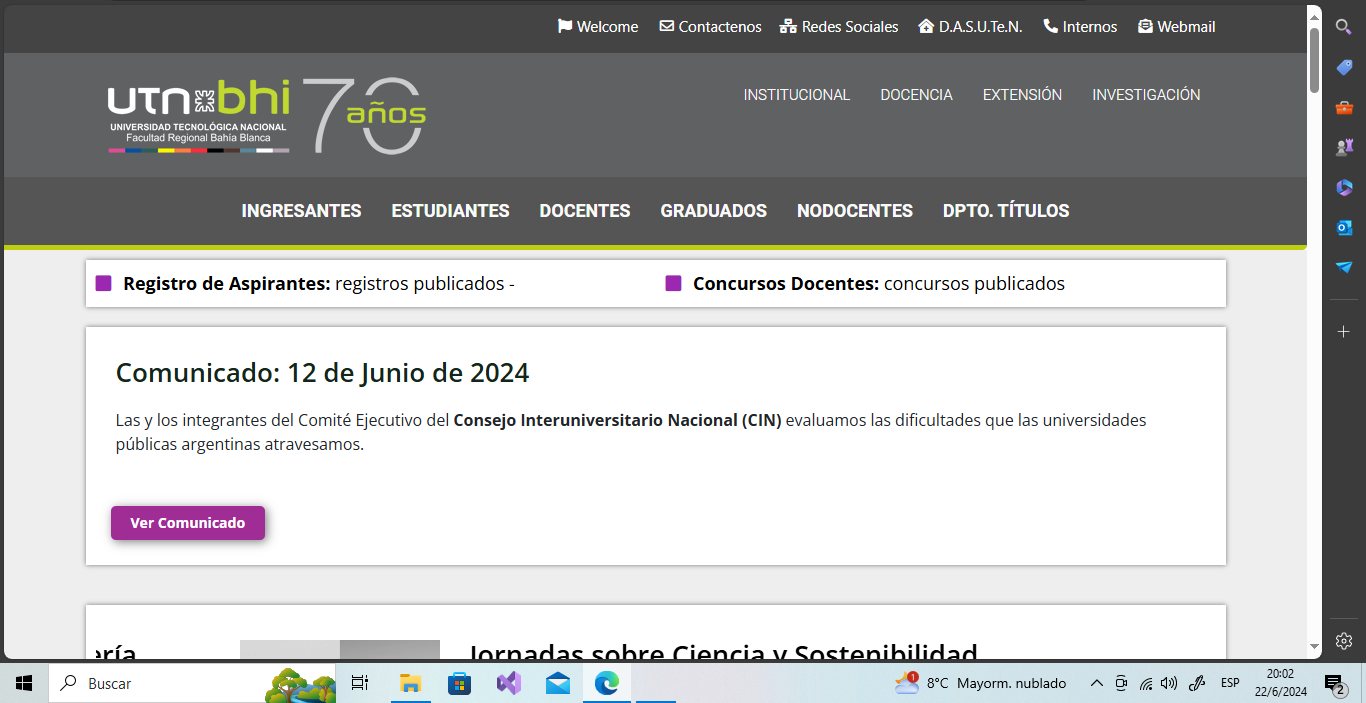 Welcome Contactenos Redes Sociales D.A.S.U.Te.N. Internos Webmail
utn bhi 70 años
UNIVERSIDAD TECNOLÓGICA NACIONAL
Facultad Regional Bahía Blanca
INSTITUCIONAL DOCENCIA EXTENSIÓN INVESTIGACIÓN
INGRESANTES ESTUDIANTES DOCENTES GRADUADOS NODOCENTES DPTO. TÍTULOS
Registro de Aspirantes: registros publicados -
Concursos Docentes: concursos publicados
Comunicado: 12 de Junio de 2024
Las y los integrantes del Comité Ejecutivo del Consejo Interuniversitario Nacional (CIN) evaluamos las dificultades que las universidades
públicas argentinas atravesamos.
Ver Comunicado
ería
Jornadas sobre Ciencia y Sostenibilidad
Buscar
1
8°C Mayorm. nublado
ESP
20:02
22/6/2024
2